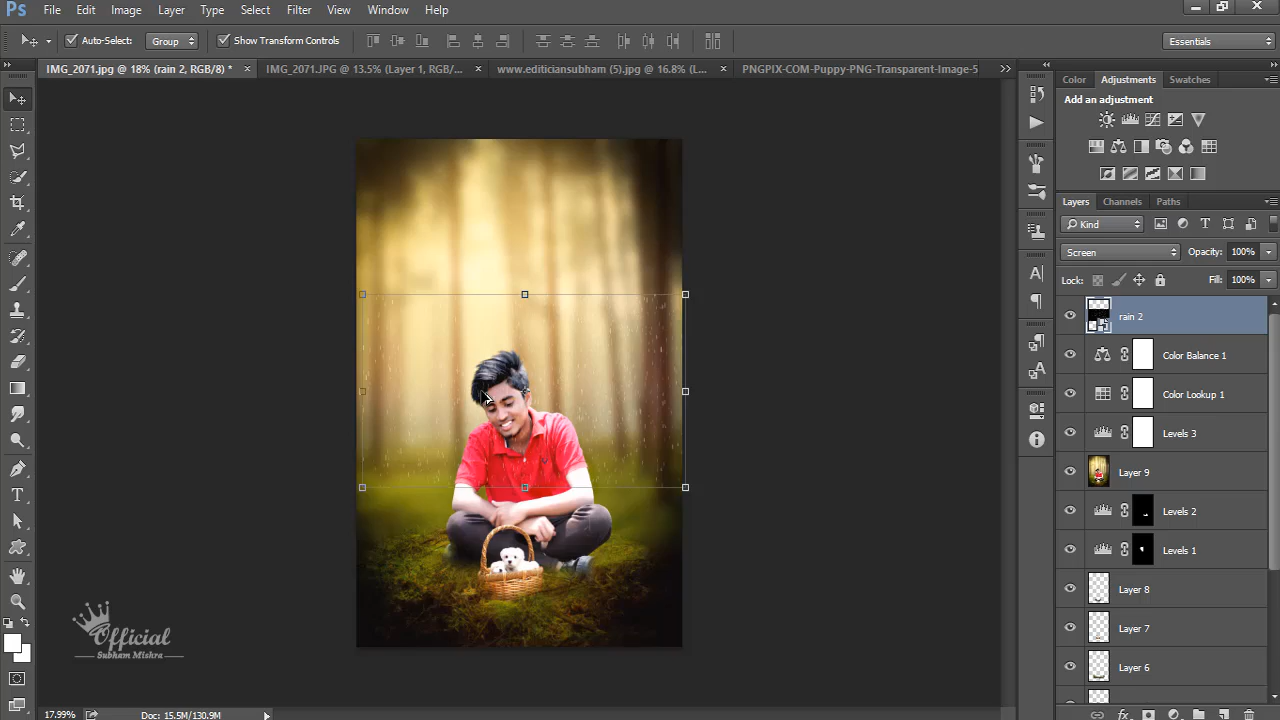 Ps File Edit Image Layer Type Select Filter View Window Help
Auto-Select: Group Show Transform Controls Essentials
IMG_2071.jpg @ 18% (rain 2, RGB/8) * × IMG_2071.JPG @ 13.5% (Layer 1, RGB/... × www.editiciansubham (5).jpg @ 16.8% (L... × PNGPIX-COM-Puppy-PNG-Transparent-Image-5
Color Adjustments Swatches
Add an adjustment
Layers Channels Paths
Kind
Screen Opacity: 100%
Lock: Fill: 100%
rain 2
Color Balance 1
Color Lookup 1
Levels 3
Layer 9
Levels 2
Levels 1
Layer 8
Layer 7
Layer 6
Official
Subham Mishra
17.99% Doc: 15.5M/130.9M